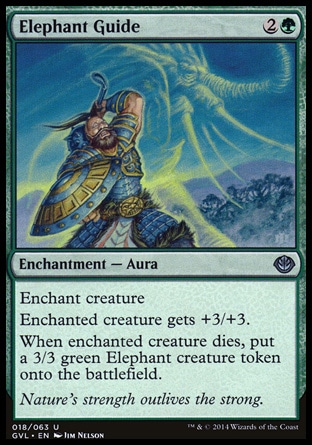 Elephant Guide 2
Enchantment — Aura
Enchant creature
Enchanted creature gets +3/+3.
When enchanted creature dies, put
a 3/3 green Elephant creature token
onto the battlefield.
Nature's strength outlives the strong.
018/063 U
GVL • EN Jim Nelson
™ & © 2014 Wizards of the Coast